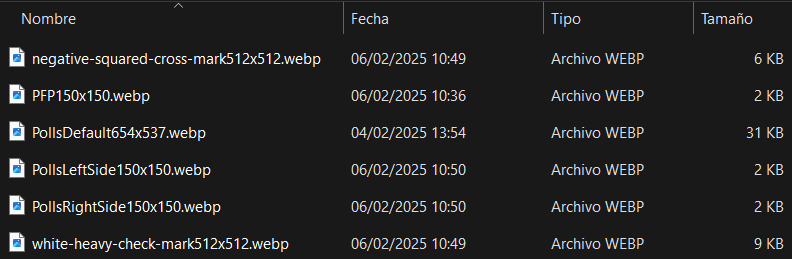 Nombre Fecha Tipo Tamaño
negative-squared-cross-mark512x512.webp 06/02/2025 10:49 Archivo WEBP 6 KB
PFP150x150.webp 06/02/2025 10:36 Archivo WEBP 2 KB
PollsDefault654x537.webp 04/02/2025 13:54 Archivo WEBP 31 KB
PollsLeftSide150x150.webp 06/02/2025 10:50 Archivo WEBP 2 KB
PollsRightSide150x150.webp 06/02/2025 10:50 Archivo WEBP 2 KB
white-heavy-check-mark512x512.webp 06/02/2025 10:49 Archivo WEBP 9 KB